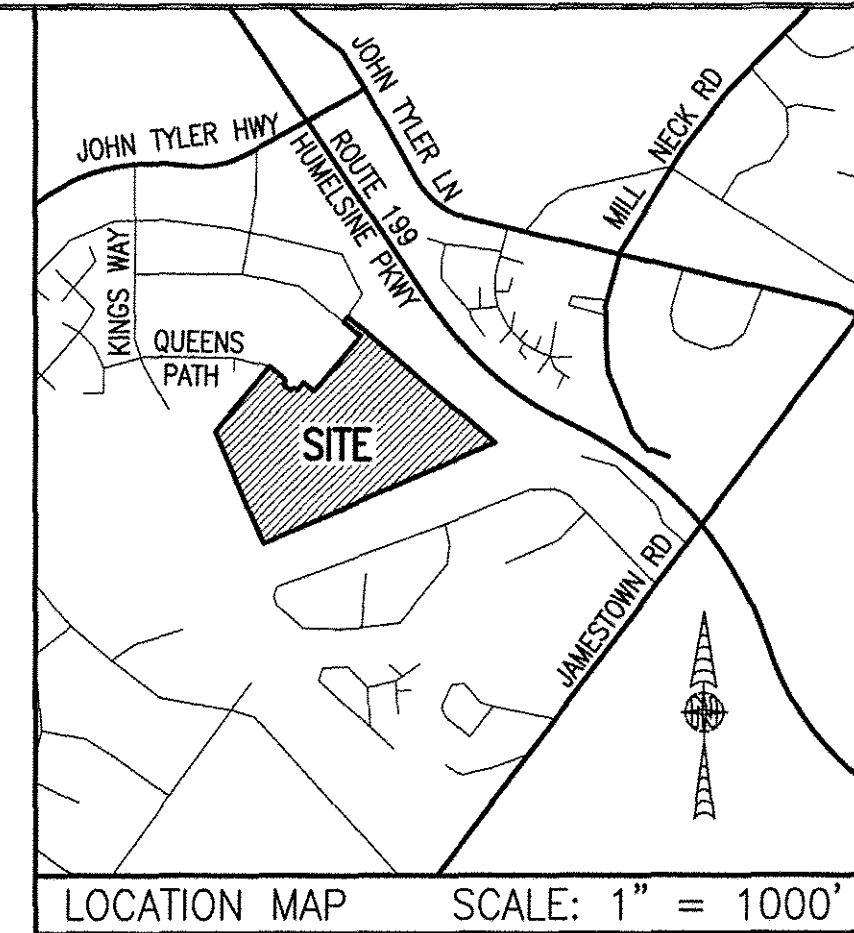 JOHN TYLER HWY
JOHN TYLER LN
ROUTE 199
HUMELSINE PKWY
MILL NECK RD
KINGS WAY
QUEENS
PATH
SITE
JAMESTOWN RD
LOCATION MAP SCALE: 1" = 1000'